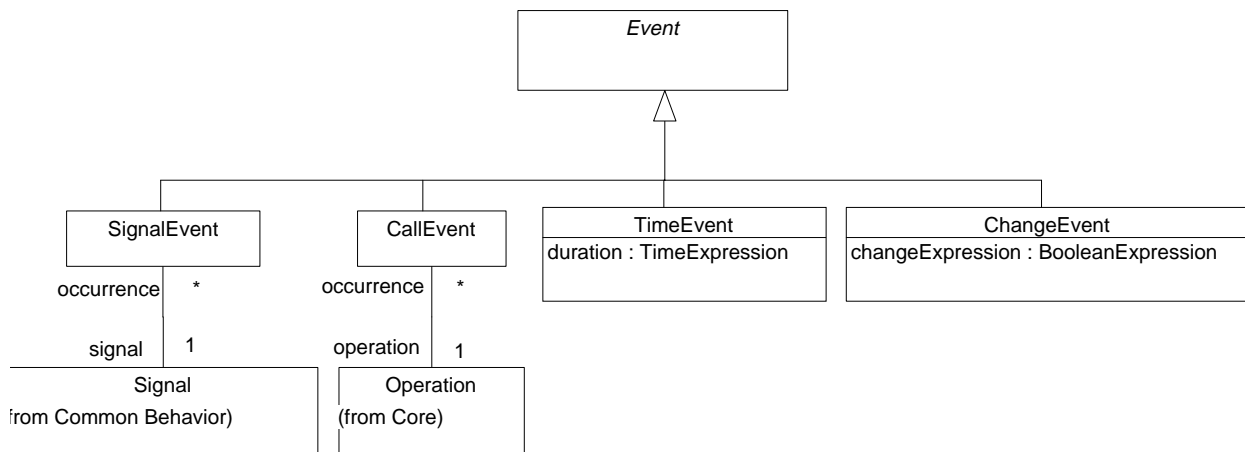 Event
SignalEvent
CallEvent
TimeEvent
duration : TimeExpression
ChangeEvent
changeExpression : BooleanExpression
occurrence *
occurrence *
signal 1
operation 1
Signal
(from Common Behavior)
Operation
(from Core)